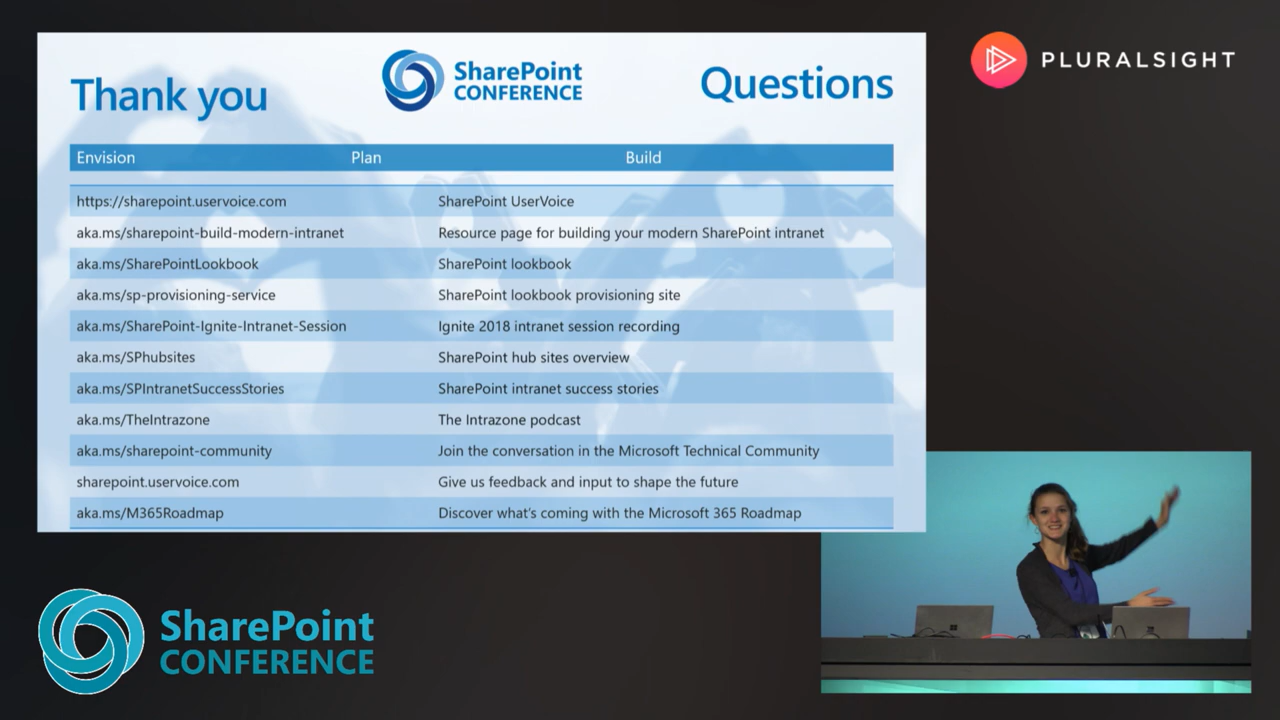 Thank you
SharePoint
CONFERENCE
Questions
PLURALSIGHT
Envision Plan Build
https://sharepoint.uservoice.com SharePoint UserVoice
aka.ms/sharepoint-build-modern-intranet Resource page for building your modern SharePoint intranet
aka.ms/SharePointLookbook SharePoint lookbook
aka.ms/sp-provisioning-service SharePoint lookbook provisioning site
aka.ms/SharePoint-Ignite-Intranet-Session Ignite 2018 intranet session recording
aka.ms/SPhubsites SharePoint hub sites overview
aka.ms/SPIntranetSuccessStories SharePoint intranet success stories
aka.ms/TheIntrazone The Intrazone podcast
aka.ms/sharepoint-community Join the conversation in the Microsoft Technical Community
sharepoint.uservoice.com Give us feedback and input to shape the future
aka.ms/M365Roadmap Discover what's coming with the Microsoft 365 Roadmap
SharePoint
CONFERENCE